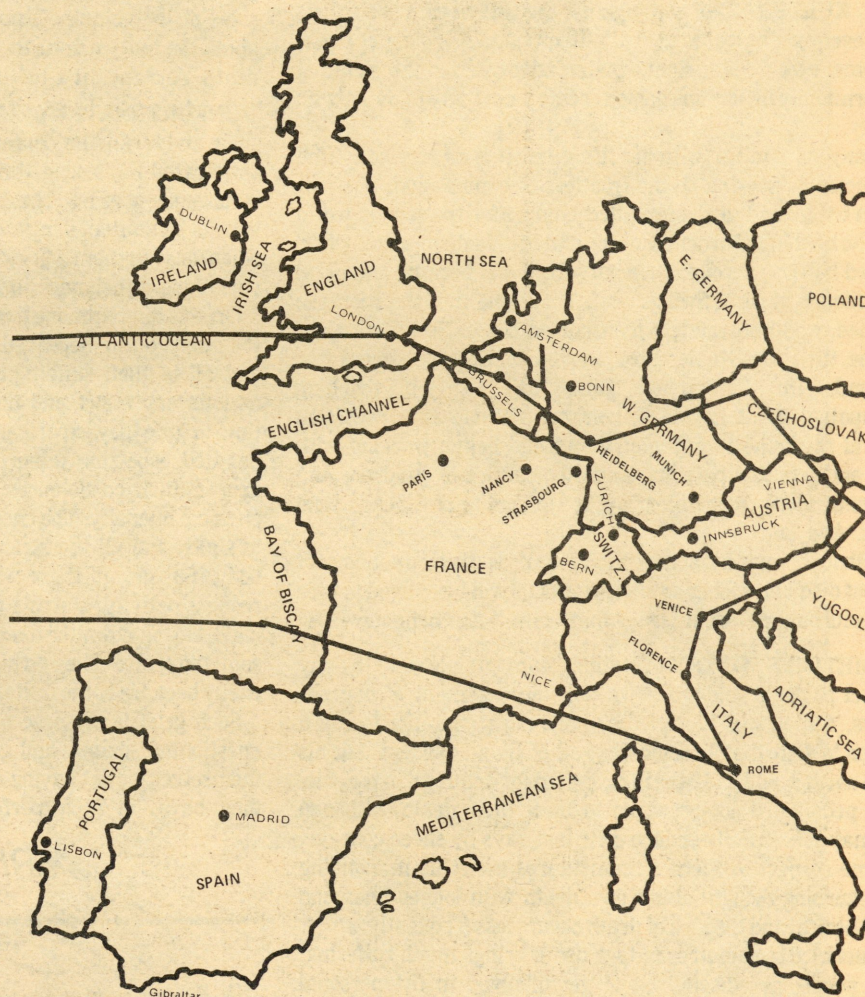 DUBLIN
IRELAND
IRISH SEA
ENGLAND
NORTH SEA
LONDON
ATLANTIC OCEAN
AMSTERDAM
BRUSSELS
BONN
E. GERMANY
POLAND
ENGLISH CHANNEL
W. GERMANY
CZECHOSLOVAK
HEIDELBERG
MUNICH
PARIS
NANCY
STRASBOURG
ZURICH
VIENNA
AUSTRIA
INNSBRUCK
SWITZ.
BERN
BAY OF BISCAY
FRANCE
VENICE
YUGOSL
FLORENCE
NICE
ITALY
ADRIATIC SEA
ROME
PORTUGAL
MADRID
MEDITERRANEAN SEA
LISBON
SPAIN
Gibraltar